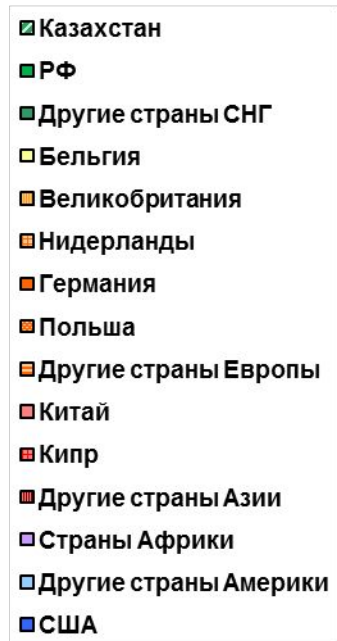 Казахстан
РФ
Другие страны СНГ
Бельгия
Великобритания
Нидерланды
Германия
Польша
Другие страны Европы
Китай
Кипр
Другие страны Азии
Страны Африки
Другие страны Америки
США